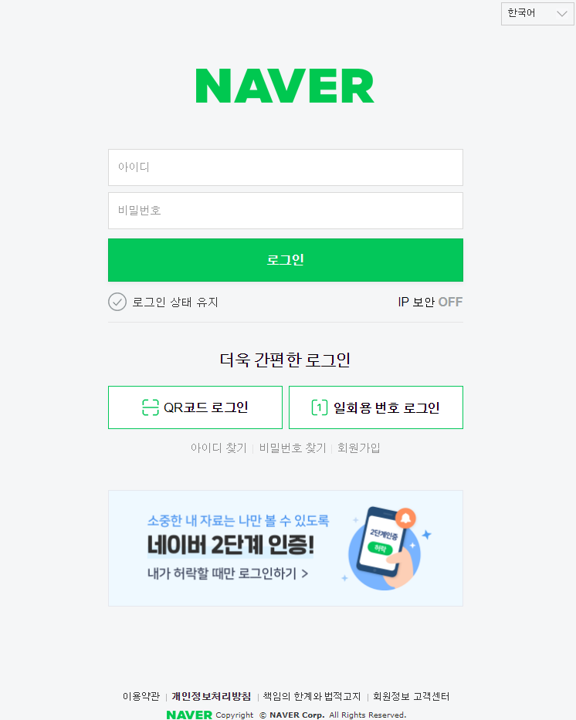 한국어
NAVER
아이디
비밀번호
로그인
로그인 상태 유지 IP 보안 OFF
더욱 간편한 로그인
QR코드 로그인 1 일회용 번호 로그인
아이디 찾기 | 비밀번호 찾기 | 회원가입
소중한 내 자료는 나만 볼 수 있도록
네이버 2단계 인증!
내가 허락할 때만 로그인하기 >
2단계인증
허락
이용약관 | 개인정보처리방침 | 책임의 한계와 법적고지 | 회원정보 고객센터
NAVER Copyright © NAVER Corp. All Rights Reserved.